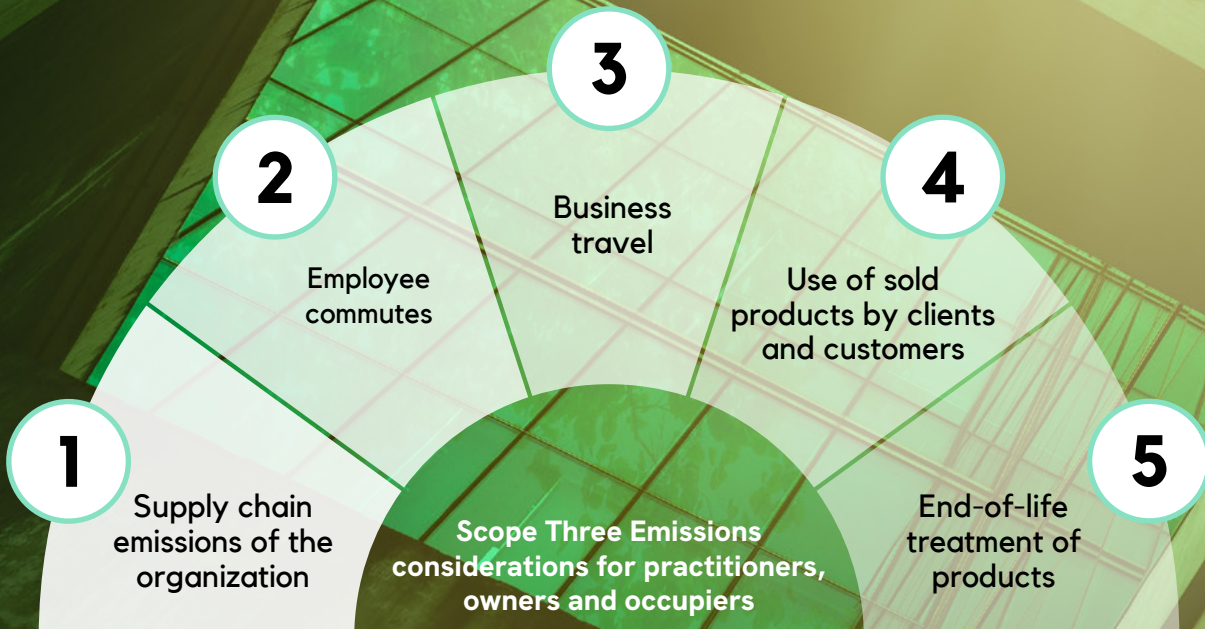 1
Supply chain
emissions of the
organization
2
Employee
commutes
3
Business
travel
4
Use of sold
products by clients
and customers
5
End-of-life
treatment of
products
Scope Three Emissions
considerations for practitioners,
owners and occupiers